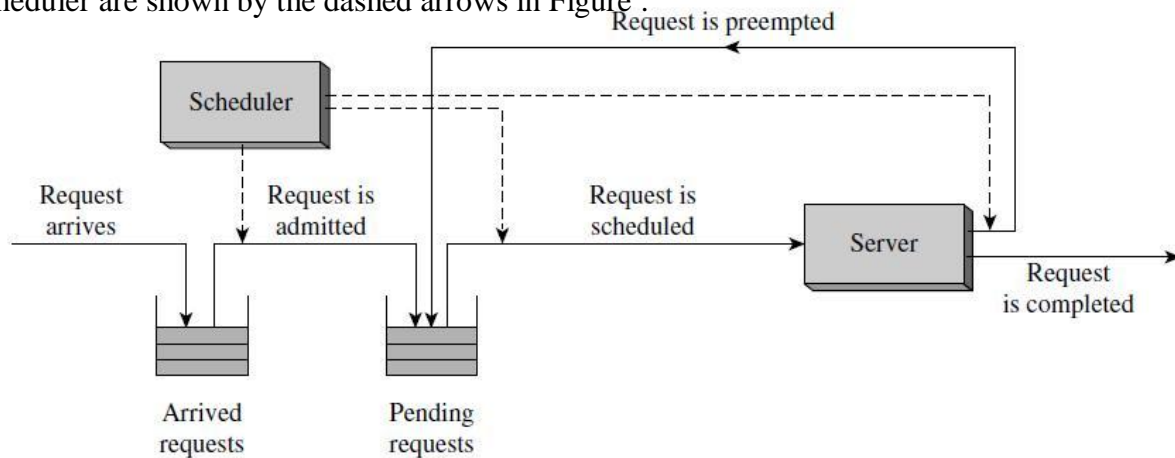 heduler are shown by the dashed arrows in Figure .
Request is preempted
Scheduler
Request
arrives
Request is
admitted
Request is
scheduled
Server
Request
is completed
Arrived
requests
Pending
requests